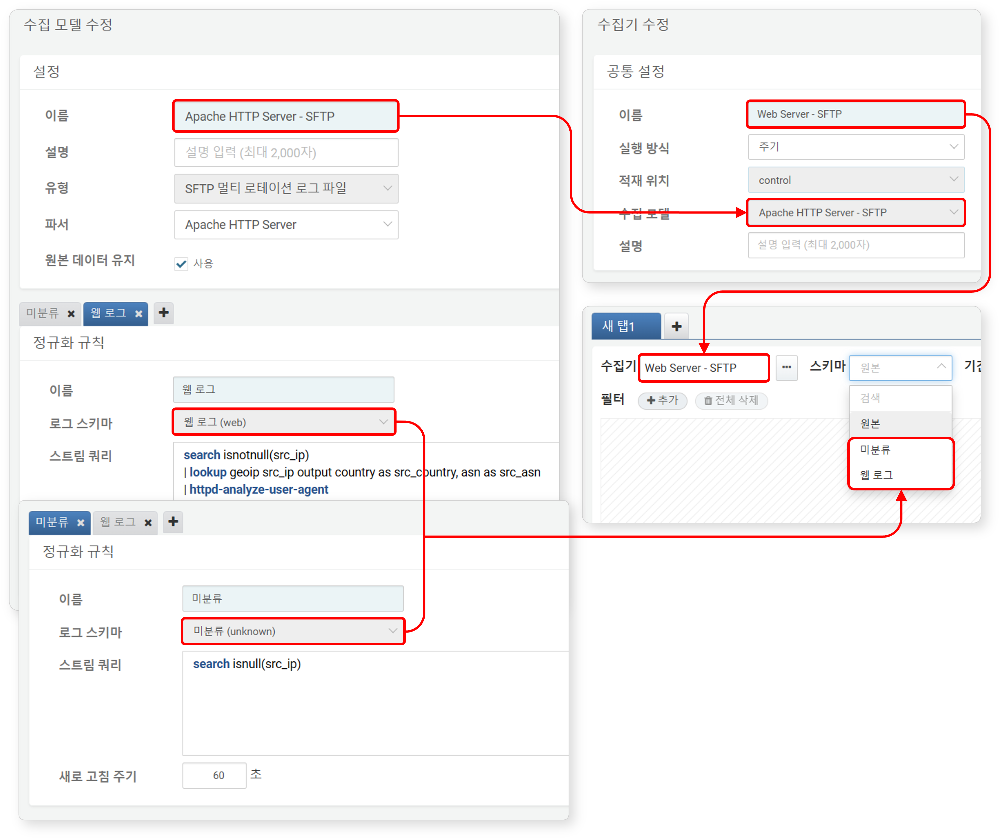 수집 모델 수정
설정
이름
Apache HTTP Server - SFTP
설명
설명 입력 (최대 2,000자)
유형
SFTP 멀티 로테이션 로그 파일
파서
Apache HTTP Server
원본 데이터 유지
사용
미분류
웹 로그
정규화 규칙
이름
웹 로그
로그 스키마
웹 로그 (web)
스트림 쿼리
search isnotnull(src_ip)
| lookup geoip src_ip output country as src_country, asn as src_asn
| httpd-analyze-user-agent
미분류
웹 로그
정규화 규칙
이름
미분류
로그 스키마
미분류 (unknown)
스트림 쿼리
search isnull(src_ip)
새로 고침 주기
60 초
수집기 수정
공통 설정
이름
Web Server - SFTP
실행 방식
주기
적재 위치
control
수집 모델
Apache HTTP Server - SFTP
설명
설명 입력 (최대 2,000자)
새 탭1
수집기
Web Server - SFTP
스키마
원본
필터
추가
전체 삭제
검색
원본
미분류
웹 로그